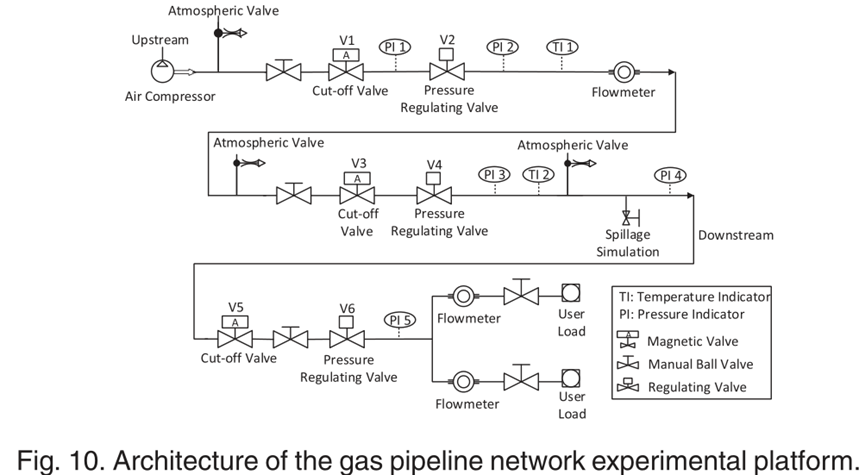 Atmospheric Valve
Upstream
V1
A
PI 1
V2
PI 2
TI 1
Air Compressor
Cut-off Valve
Pressure
Regulating Valve
Flowmeter
Atmospheric Valve
Atmospheric Valve
V3
A
V4
PI 3
TI 2
PI 4
Cut-off
Valve
Pressure
Regulating Valve
Spillage
Simulation
Downstream
V5
A
V6
PI 5
Cut-off Valve
Pressure
Regulating Valve
Flowmeter
User
Load
Flowmeter
User
Load
TI: Temperature Indicator
PI: Pressure Indicator
A
Magnetic Valve
Manual Ball Valve
Regulating Valve
Fig. 10. Architecture of the gas pipeline network experimental platform.